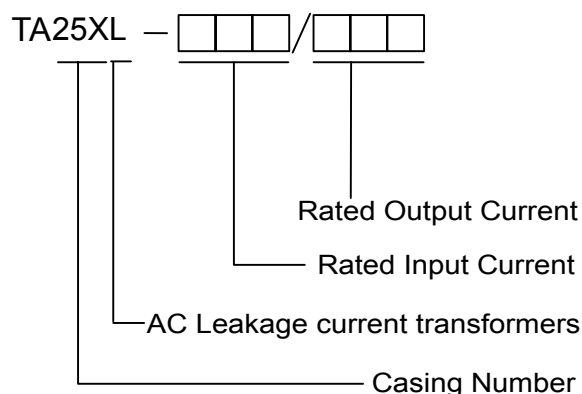 TA25XL – □□□/□□□
Rated Output Current
Rated Input Current
AC Leakage current transformers
Casing Number